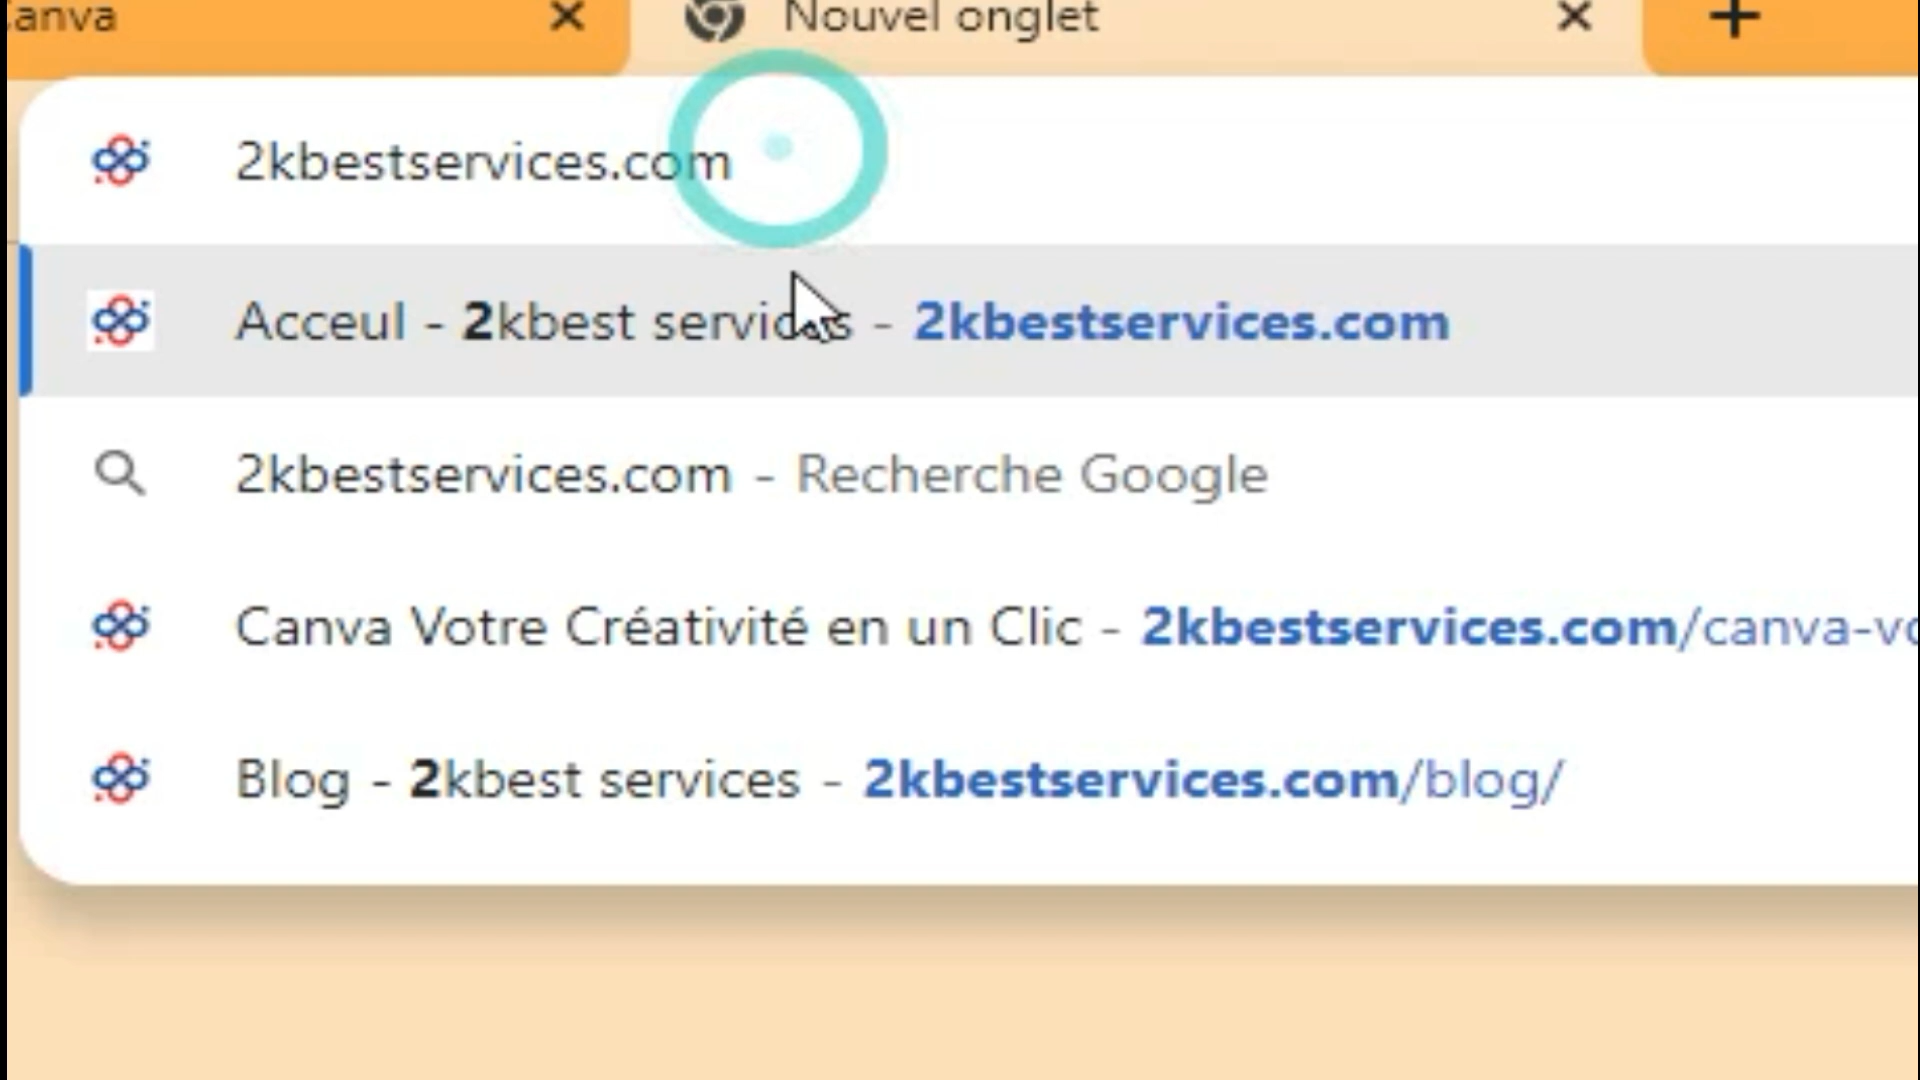 anva
Nouvel onglet
2kbestservices.com
Acceul - 2kbest services - 2kbestservices.com
2kbestservices.com - Recherche Google
Canva Votre Créativité en un Clic - 2kbestservices.com/canva-vo
Blog - 2kbest services - 2kbestservices.com/blog/